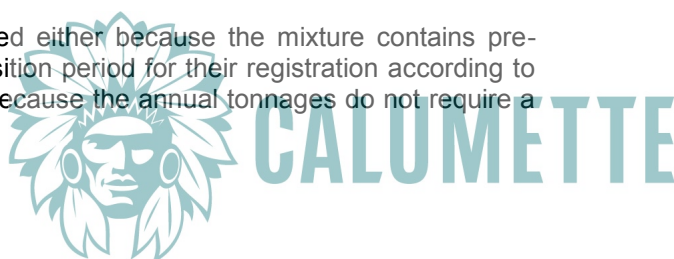 ed either because the mixture contains pre-
sition period for their registration according to
ecause the annual tonnages do not require a
CALUMETTE